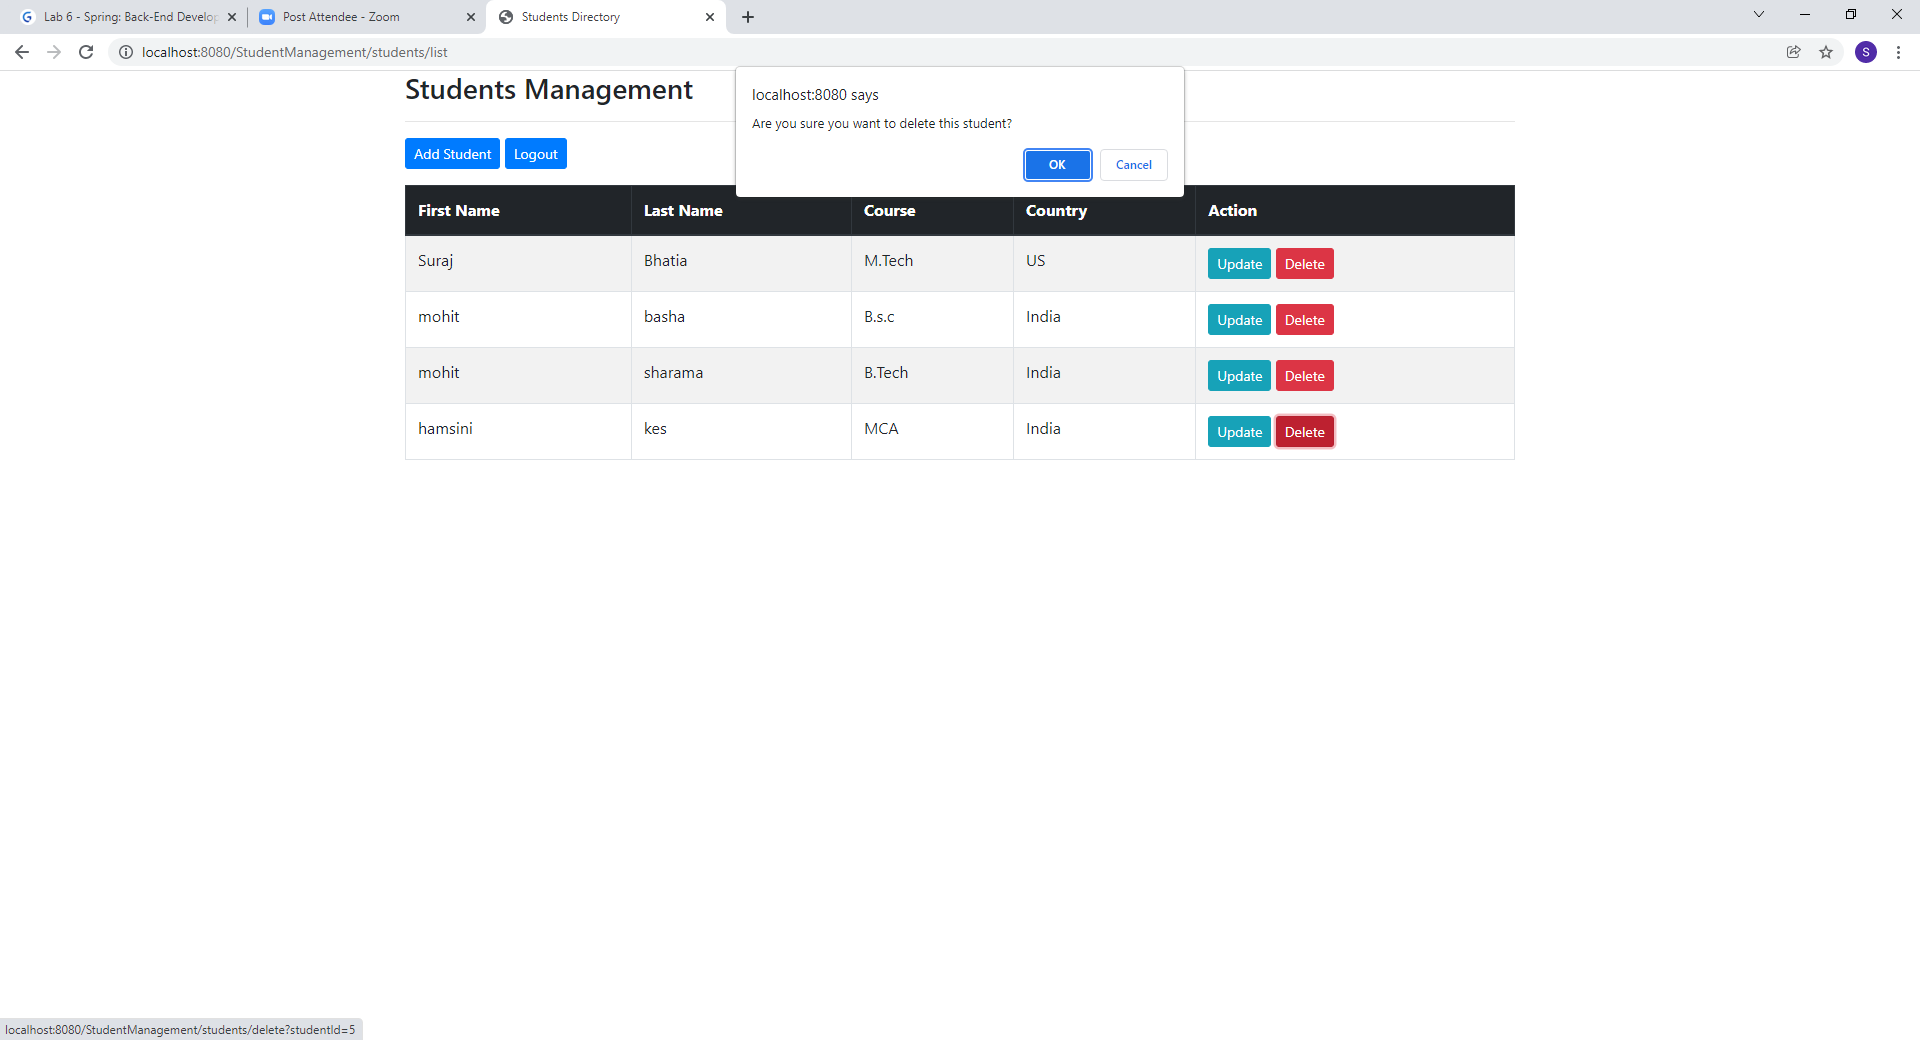 Lab 6 - Spring: Back-End Develop
Post Attendee - Zoom
Students Directory
localhost:8080/StudentManagement/students/list
S
Students Management
localhost:8080 says
Are you sure you want to delete this student?
OK Cancel
Add Student Logout
First Name Last Name Course Country Action
Suraj Bhatia M.Tech US Update Delete
mohit basha B.s.c India Update Delete
mohit sharama B.Tech India Update Delete
hamsini kes MCA India Update Delete
localhost:8080/StudentManagement/students/delete?studentId=5